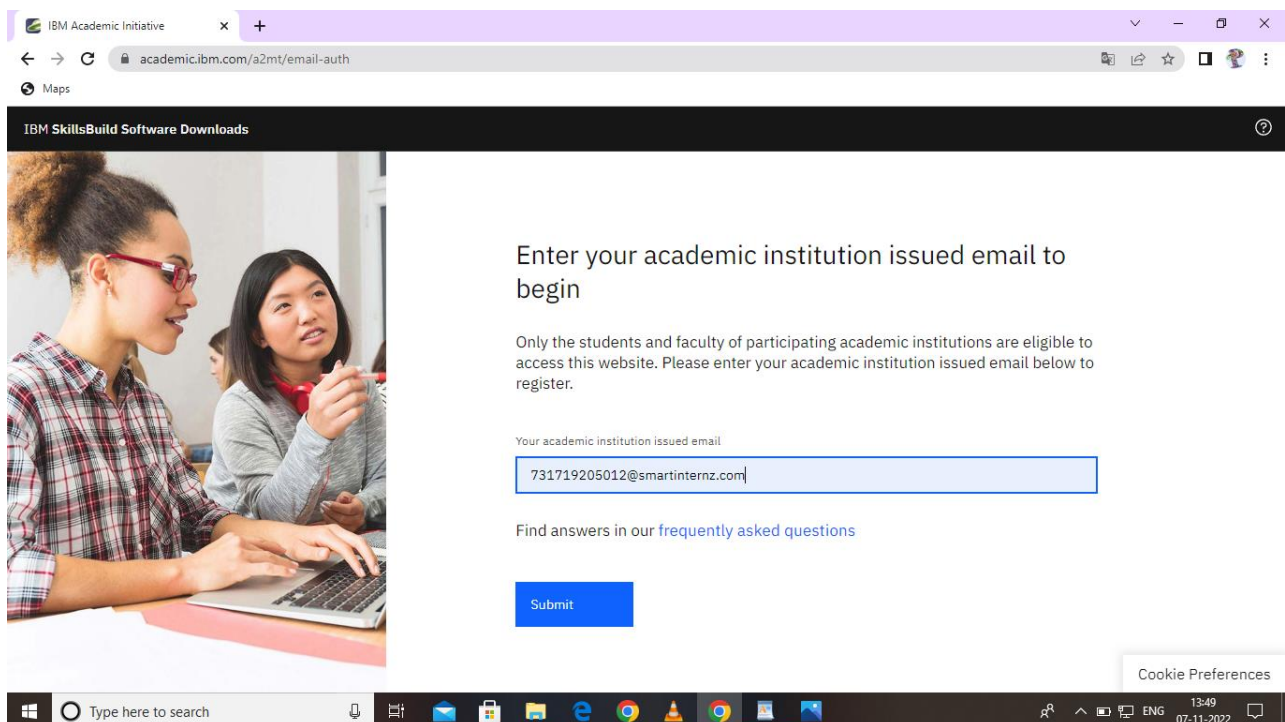 IBM Academic Initiative
academic.ibm.com/a2mt/email-auth
Maps
IBM SkillsBuild Software Downloads
Enter your academic institution issued email to
begin
Only the students and faculty of participating academic institutions are eligible to
access this website. Please enter your academic institution issued email below to
register.
Your academic institution issued email
731719205012@smartinternz.com
Find answers in our frequently asked questions
Submit
Cookie Preferences
Type here to search
ENG
13:49
07-11-2022